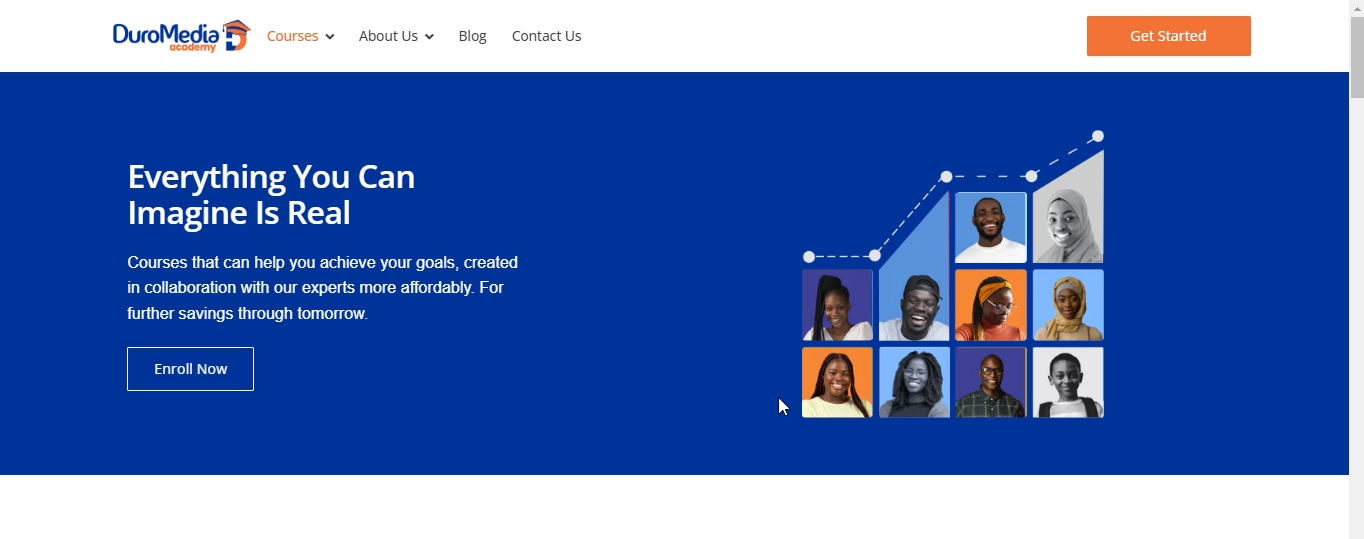 DuroMedia
academy
Courses
About Us
Blog
Contact Us
Get Started
Everything You Can
Imagine Is Real
Courses that can help you achieve your goals, created
in collaboration with our experts more affordably. For
further savings through tomorrow.
Enroll Now